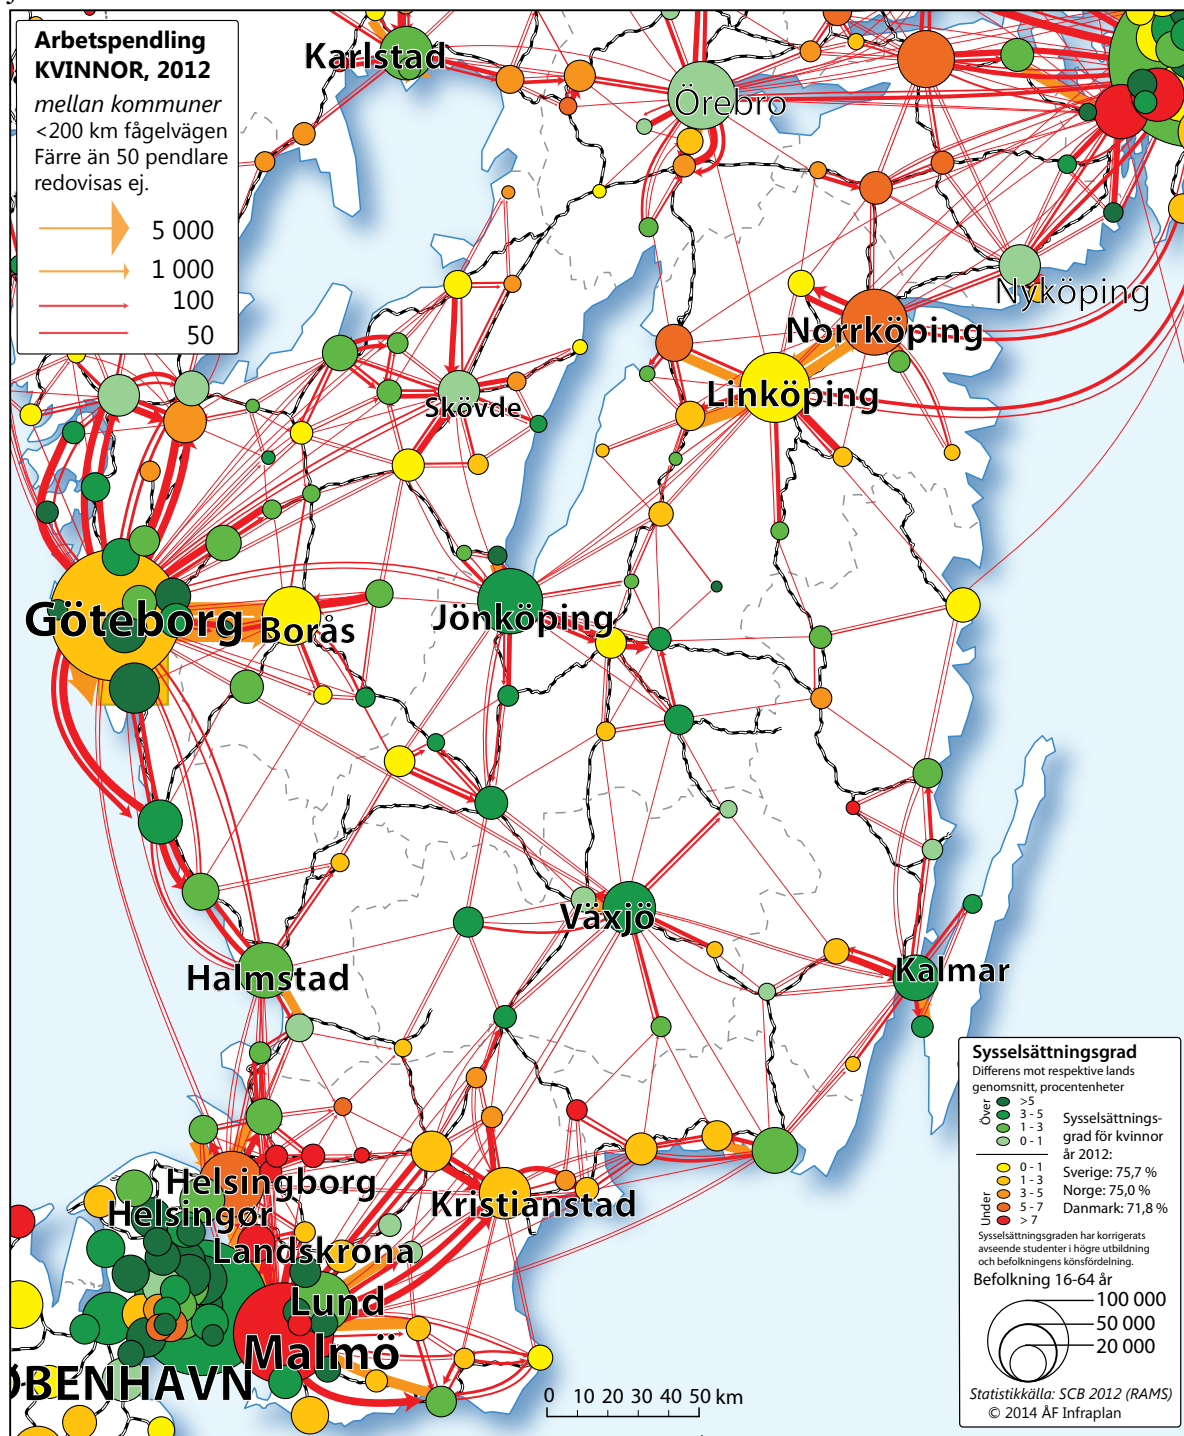 Arbetspendling
KVINNOR, 2012
mellan kommuner
<200 km fågelvägen
Färre än 50 pendlare
redovisas ej.
5 000
1 000
100
50
Karlstad
Örebro
Nyköping
Norrköping
Linköping
Skövde
Göteborg
Borås
Jönköping
Växjö
Kalmar
Halmstad
Helsingborg
Helsingør
Kristianstad
Landskrona
Lund
Malmö
ØBENHAVN
0 10 20 30 40 50 km
Sysselsättningsgrad
Differens mot respektive lands
genomsnitt, procentenheter
Över
>5
3 - 5
1 - 3
0 - 1
Under
0 - 1
1 - 3
3 - 5
5 - 7
> 7
Sysselsättnings-
grad för kvinnor
år 2012:
Sverige: 75,7 %
Norge: 75,0 %
Danmark: 71,8 %
Sysselsättningsgraden har korrigerats
avseende studenter i högre utbildning
och befolkningens könsfördelning.
Befolkning 16-64 år
100 000
50 000
20 000
Statistikkälla: SCB 2012 (RAMS)
© 2014 ÅF Infraplan